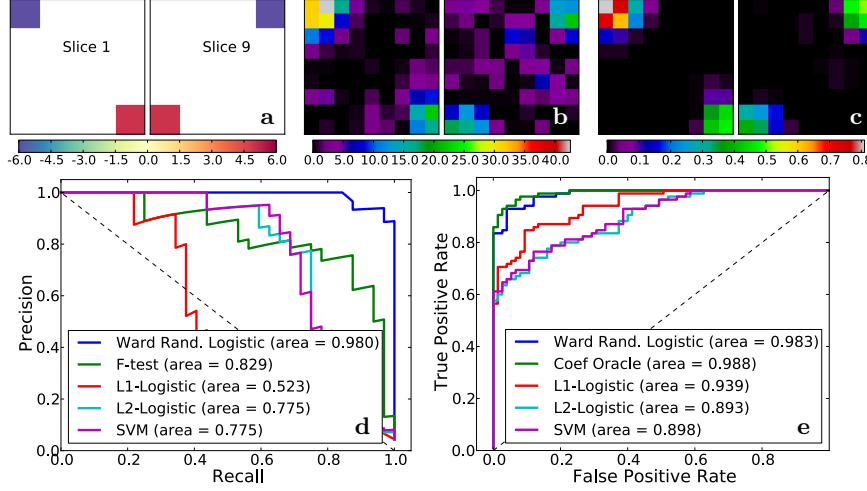 Slice 1
Slice 9
a
b
c
-6.0 -4.5 -3.0 -1.5 0.0 1.5 3.0 4.5 6.0
0.0 5.0 10.0 15.0 20.0 25.0 30.0 35.0 40.0
0.0 0.1 0.2 0.3 0.4 0.5 0.6 0.7 0.8
1.0
0.8
0.6
0.4
0.2
0.0
Precision
Ward Rand. Logistic (area = 0.980)
F-test (area = 0.829)
L1-Logistic (area = 0.523)
L2-Logistic (area = 0.775)
SVM (area = 0.775)
d
0.0 0.2 0.4 0.6 0.8 1.0
Recall
1.0
0.8
0.6
0.4
0.2
0.0
True Positive Rate
Ward Rand. Logistic (area = 0.983)
Coef Oracle (area = 0.988)
L1-Logistic (area = 0.939)
L2-Logistic (area = 0.893)
SVM (area = 0.898)
e
0.0 0.2 0.4 0.6 0.8
False Positive Rate